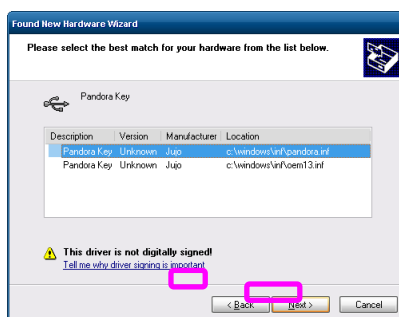 Found New Hardware Wizard
Please select the best match for your hardware from the list below.
Pandora Key
Description Version Manufacturer Location
Pandora Key Unknown Jujo c:\windows\inf\pandora.inf
Pandora Key Unknown Jujo c:\windows\inf\oem13.inf
This driver is not digitally signed!
Tell me why driver signing is important
< Back Next > Cancel